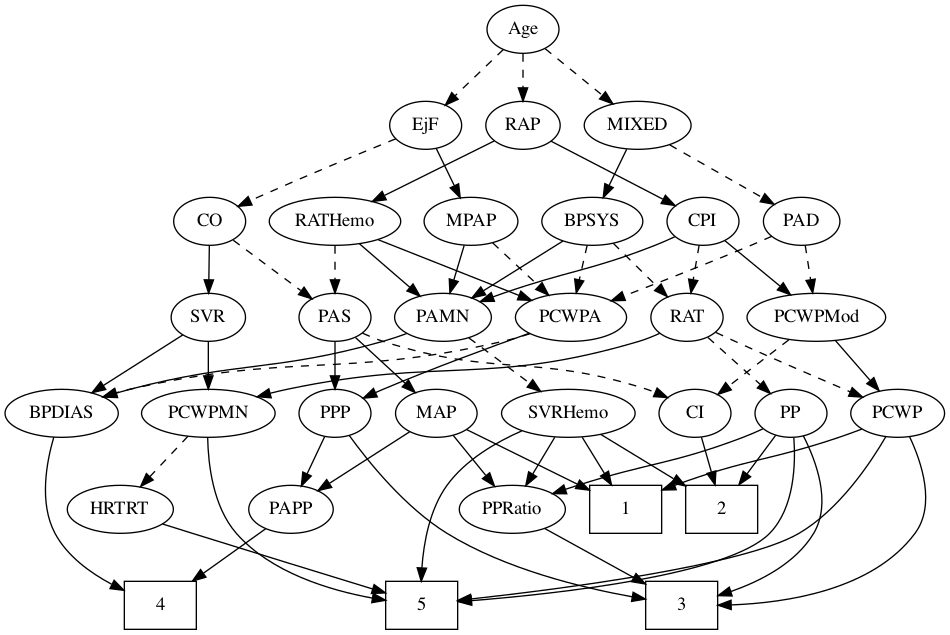 Age
EjF
RAP
MIXED
CO
RATHemo
MPAP
BPSYS
CPI
PAD
SVR
PAS
PAMN
PCWPA
RAT
PCWPMod
BPDIAS
PCWPMN
PPP
MAP
SVRHemo
CI
PP
PCWP
HRTRT
PAPP
PPRatio
1
2
4
5
3